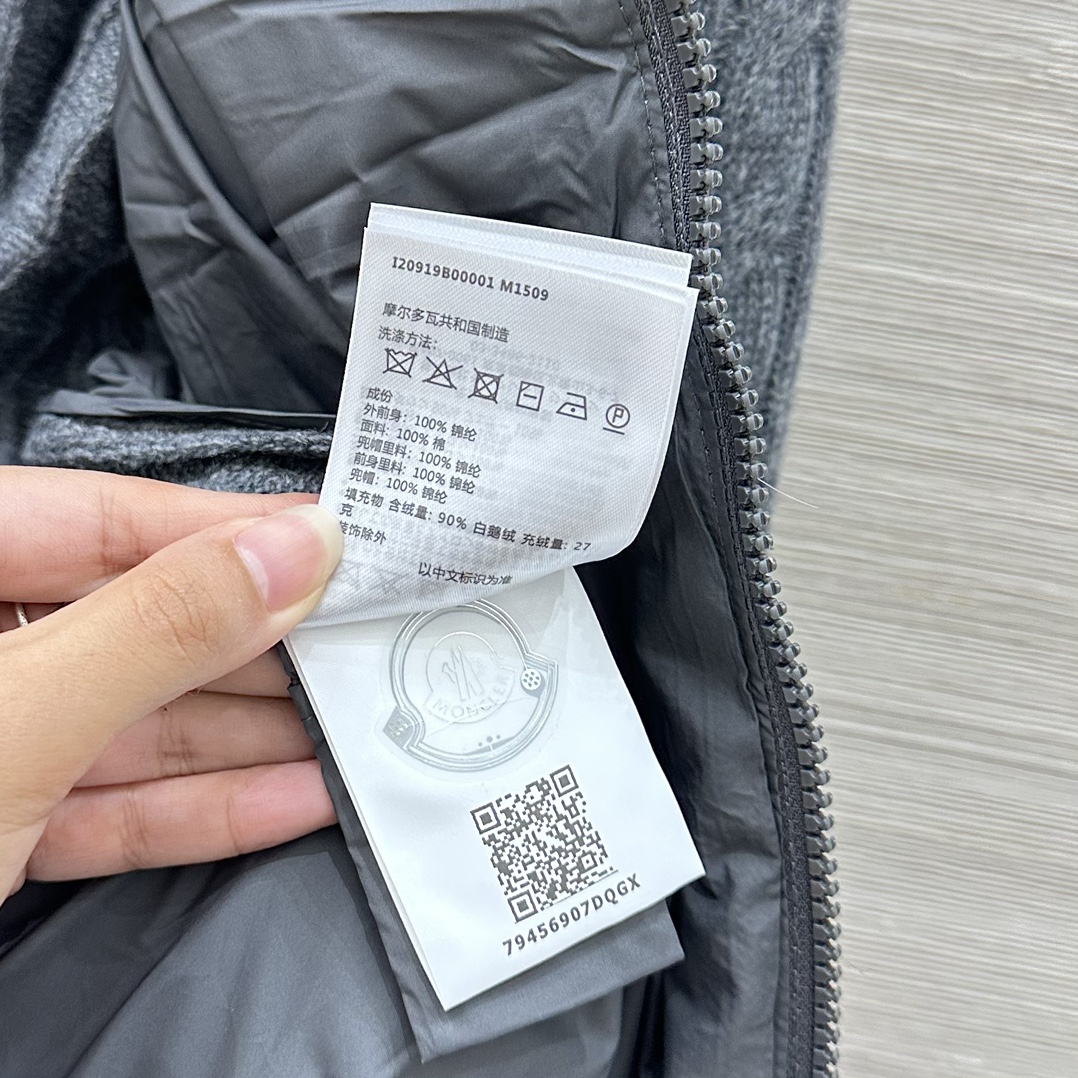 I20919B00001 M1509
摩尔多瓦共和国制造
洗涤方法：
P
成份
外前身：100% 锦纶
面料：100% 棉
兜帽里料：100% 锦纶
前身里料：100% 锦纶
兜帽：100% 锦纶
填充物 含绒量：90% 白鹅绒 充绒量：27
克
装饰除外
以中文标识为准
MONCLER
79456907DQGX